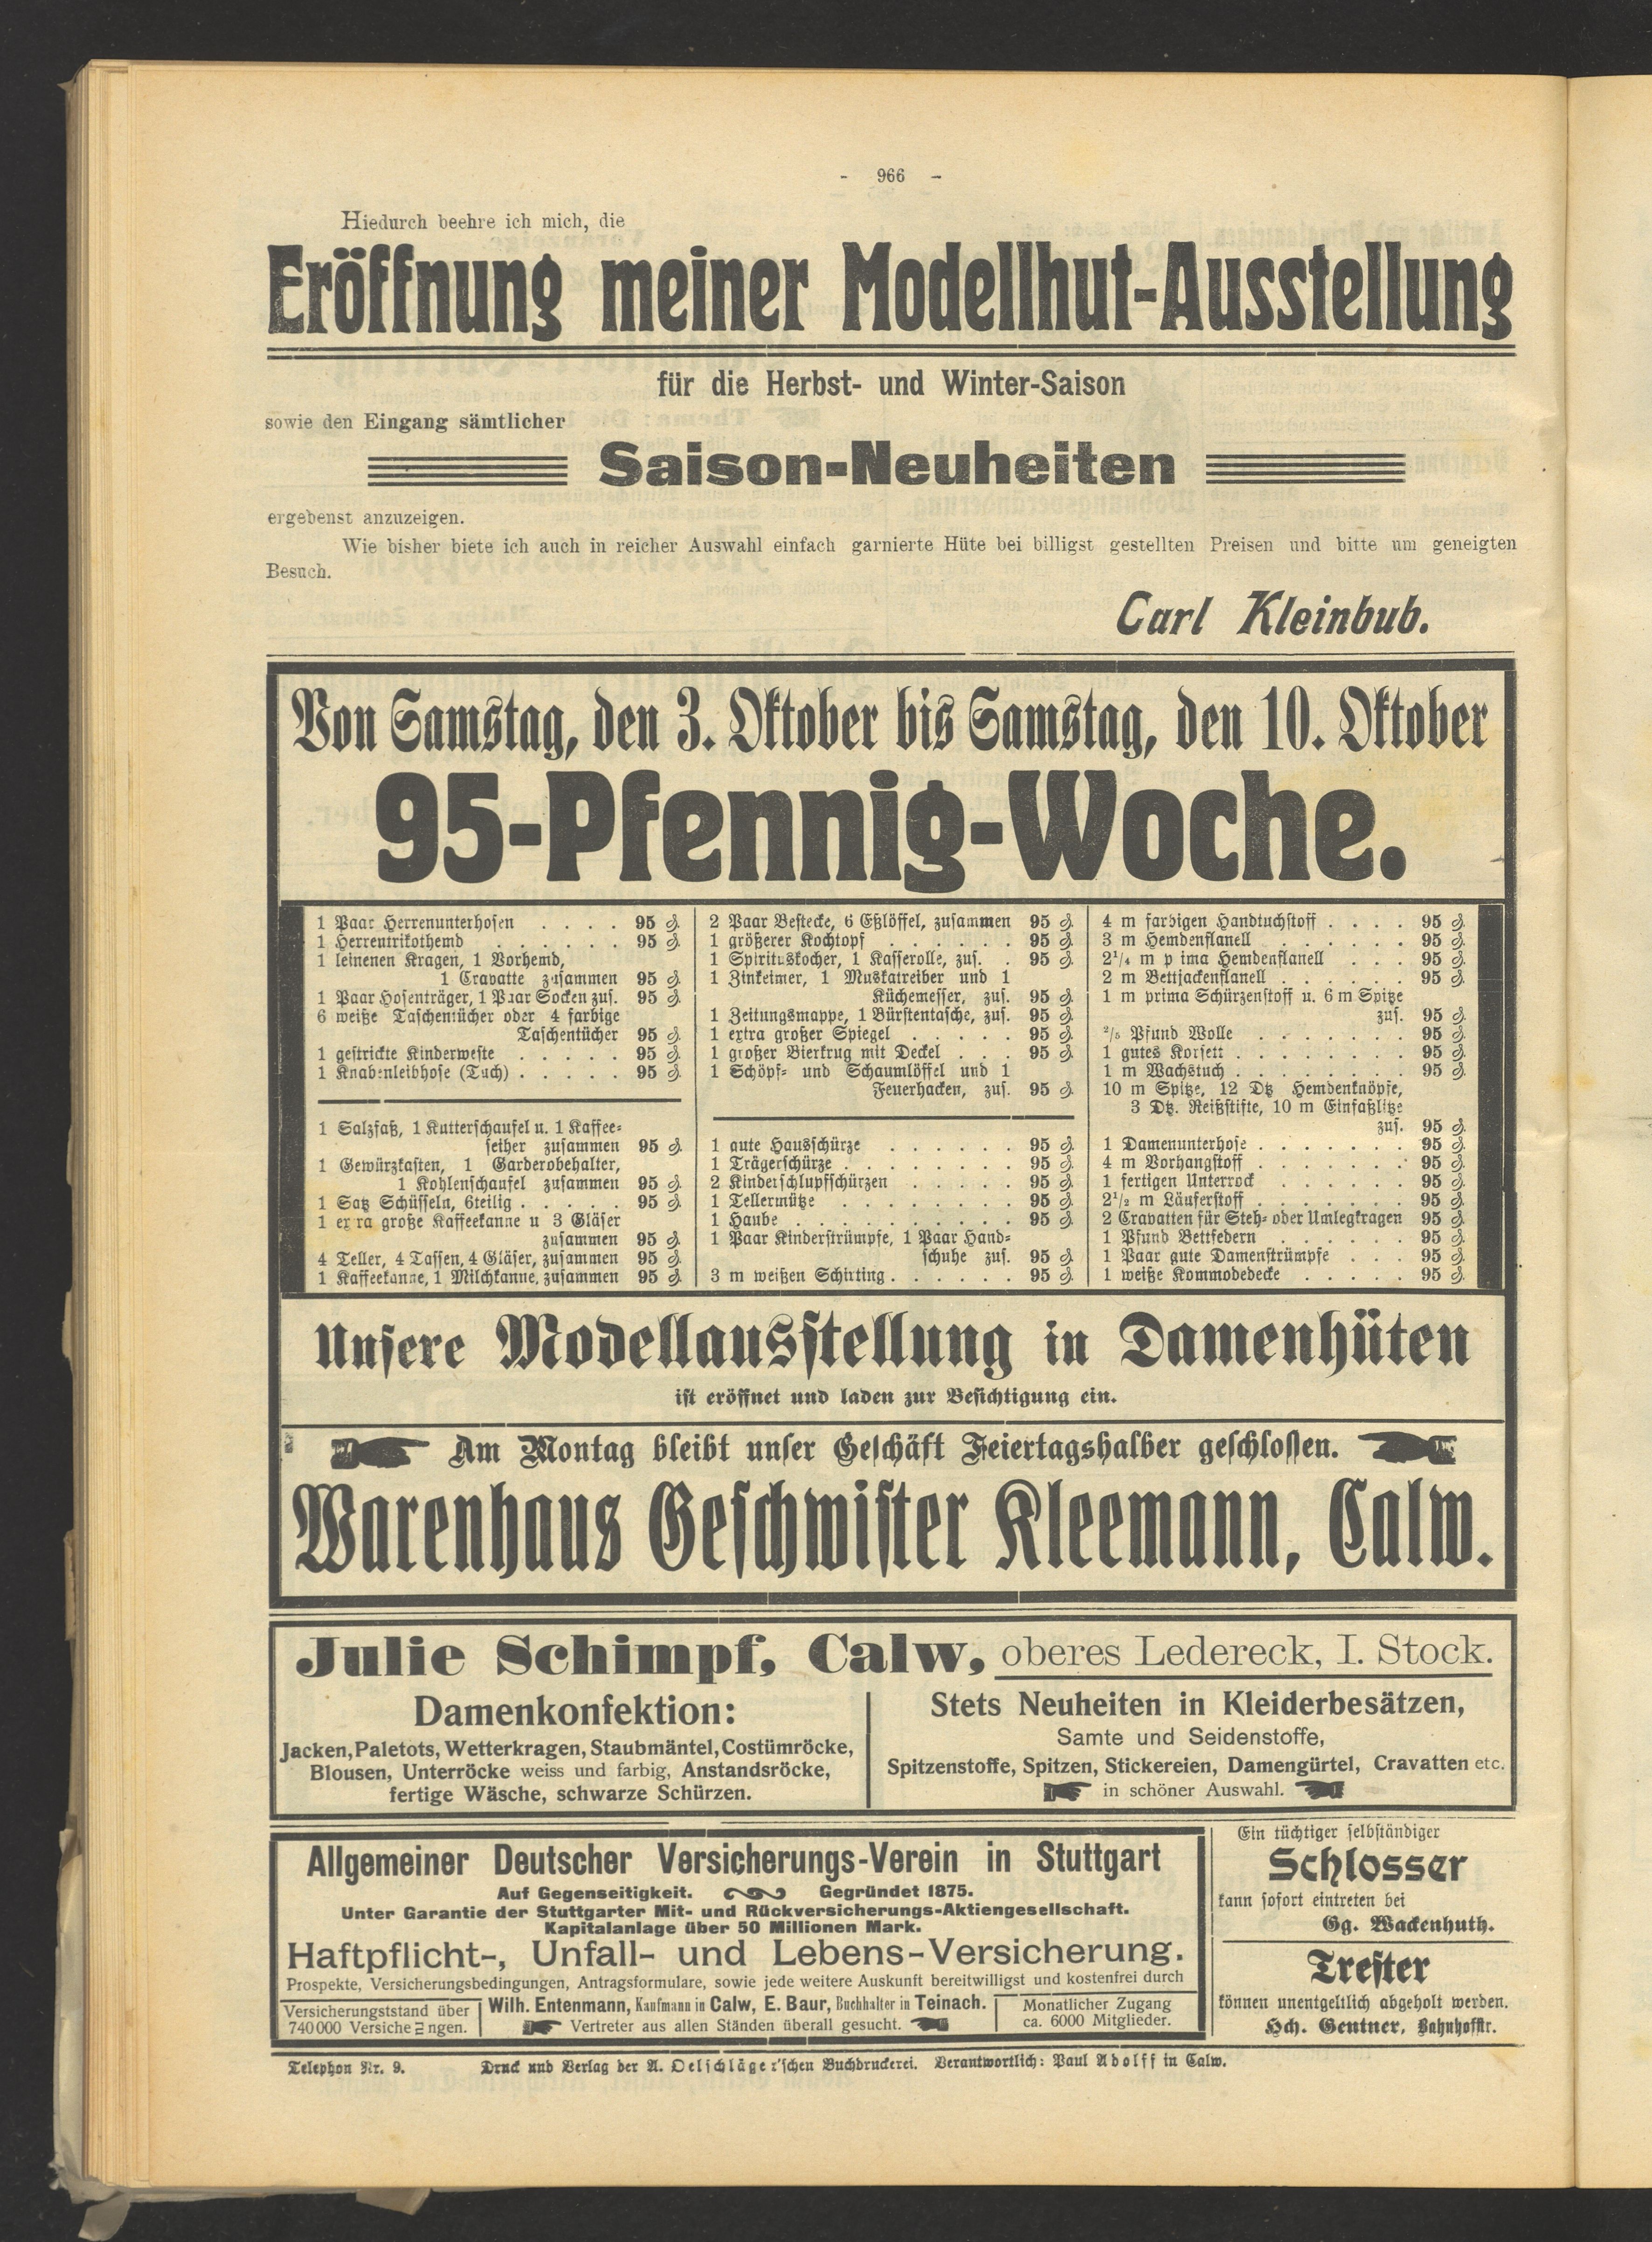 - 966 -
Hiedurch beehre ich mich, die
Eröffnung meiner Modellhut-Ausstellung
für die Herbst- und Winter-Saison
sowie den Eingang sämtlicher
Saison-Neuheiten
ergebenst anzuzeigen.
Wie bisher biete ich auch in reicher Auswahl einfach garnierte Hüte bei billigst gestellten Preisen und bitte um geneigten
Besuch.
Carl Kleinbub.
Von Samstag, den 3. Oktober bis Samstag, den 10. Oktober
95-Pfennig-Woche.
1 Paar Herrenunterhosen . . . . 95 ₰
1 Herrentrikothemd . . . . . . 95 ₰
1 leinenen Kragen, 1 Vorhemd,
1 Cravatte zusammen 95 ₰
1 Paar Hosenträger, 1 Paar Socken zus. 95 ₰
6 weiße Taschentücher oder 4 farbige
Taschentücher 95 ₰
1 gestrickte Kinderweste . . . . . 95 ₰
1 Knabenleibhose (Tuch) . . . . . 95 ₰
1 Salzfaß, 1 Kutterschaufel u. 1 Kaffee-
seiher zusammen 95 ₰
1 Gewürzkasten, 1 Garderobehalter,
1 Kohlenschaufel zusammen 95 ₰
1 Satz Schüsseln, 6teilig . . . . . 95 ₰
1 ex ra große Kaffeekanne u 3 Gläser
zusammen 95 ₰
4 Teller, 4 Tassen, 4 Gläser, zusammen 95 ₰
1 Kaffeekanne, 1 Milchkanne, zusammen 95 ₰
2 Paar Bestecke, 6 Eßlöffel, zusammen 95 ₰
1 größerer Kochtopf . . . . . . 95 ₰
1 Spirituskocher, 1 Kasserolle, zus. . 95 ₰
1 Zinkeimer, 1 Muskatreiber und 1
Küchemesser, zus. 95 ₰
1 Zeitungsmappe, 1 Bürstentasche, zus. 95 ₰
1 extra großer Spiegel . . . . . 95 ₰
1 großer Bierkrug mit Deckel . . . 95 ₰
1 Schöpf- und Schaumlöffel und 1
Feuerhacken, zus. 95 ₰
1 gute Hausschürze . . . . . . 95 ₰
1 Trägerschürze . . . . . . . . 95 ₰
2 Kinderschlupfschürzen . . . . . 95 ₰
1 Tellermütze . . . . . . . . 95 ₰
1 Haube . . . . . . . . . . 95 ₰
1 Paar Kinderstrümpfe, 1 Paar Hand-
schuhe zus. 95 ₰
3 m weißen Schirting . . . . . . 95 ₰
4 m farbigen Handtuchstoff . . . . 95 ₰
3 m Hemdenflanell . . . . . . 95 ₰
2¹/₄ m p ima Hemdenflanell . . . 95 ₰
2 m Bettjackenflanell . . . . . . 95 ₰
1 m prima Schürzenstoff u. 6 m Spitze
zus. 95 ₰
²/₅ Pfund Wolle . . . . . . . 95 ₰
1 gutes Korsett . . . . . . . . 95 ₰
1 m Wachstuch . . . . . . . . 95 ₰
10 m Spitze, 12 Dtz Hemdenknöpfe,
3 Dtz. Reißstifte, 10 m Einfaßlitze
zus. 95 ₰
1 Damenunterhose . . . . . . . 95 ₰
4 m Vorhangstoff . . . . . . . 95 ₰
1 fertigen Unterrock . . . . . . 95 ₰
2¹/₂ m Läuferstoff . . . . . . . 95 ₰
2 Cravatten für Steh- oder Umlegkragen 95 ₰
1 Pfund Bettfedern . . . . . . 95 ₰
1 Paar gute Damenstrümpfe . . . 95 ₰
1 weiße Kommodedecke . . . . . 95 ₰
Unsere Modellausstellung in Damenhüten
ist eröffnet und laden zur Besichtigung ein.
Am Montag bleibt unser Geschäft Feiertagshalber geschlossen.
Warenhaus Geschwister Kleemann, Calw.
Julie Schimpf, Calw, oberes Ledereck, I. Stock.
Damenkonfektion:
Jacken, Paletots, Wetterkragen, Staubmäntel, Costümröcke,
Blousen, Unterröcke weiss und farbig, Anstandsröcke,
fertige Wäsche, schwarze Schürzen.
Stets Neuheiten in Kleiderbesätzen,
Samte und Seidenstoffe,
Spitzenstoffe, Spitzen, Stickereien, Damengürtel, Cravatten etc.
in schöner Auswahl.
Allgemeiner Deutscher Versicherungs-Verein in Stuttgart
Auf Gegenseitigkeit. Gegründet 1875.
Unter Garantie der Stuttgarter Mit- und Rückversicherungs-Aktiengesellschaft.
Kapitalanlage über 50 Millionen Mark.
Haftpflicht-, Unfall- und Lebens-Versicherung.
Prospekte, Versicherungsbedingungen, Antragsformulare, sowie jede weitere Auskunft bereitwilligst und kostenfrei durch
Versicherungststand über
740 000 Versiche ngen.
Wilh. Entenmann, Kaufmann in Calw, E. Baur, Buchhalter in Teinach.
Vertreter aus allen Ständen überall gesucht.
Monatlicher Zugang
ca. 6000 Mitglieder.
Ein tüchtiger selbständiger
Schlosser
kann sofort eintreten bei
Gg. Wackenhuth.
Trester
können unentgeltlich abgeholt werden.
Hch. Gentner, Bahnhofstr.
Telephon Nr. 9. Druck und Verlag der A. Oelschläger'schen Buchdruckerei. Verantwortlich: Paul Adolff in Calw.